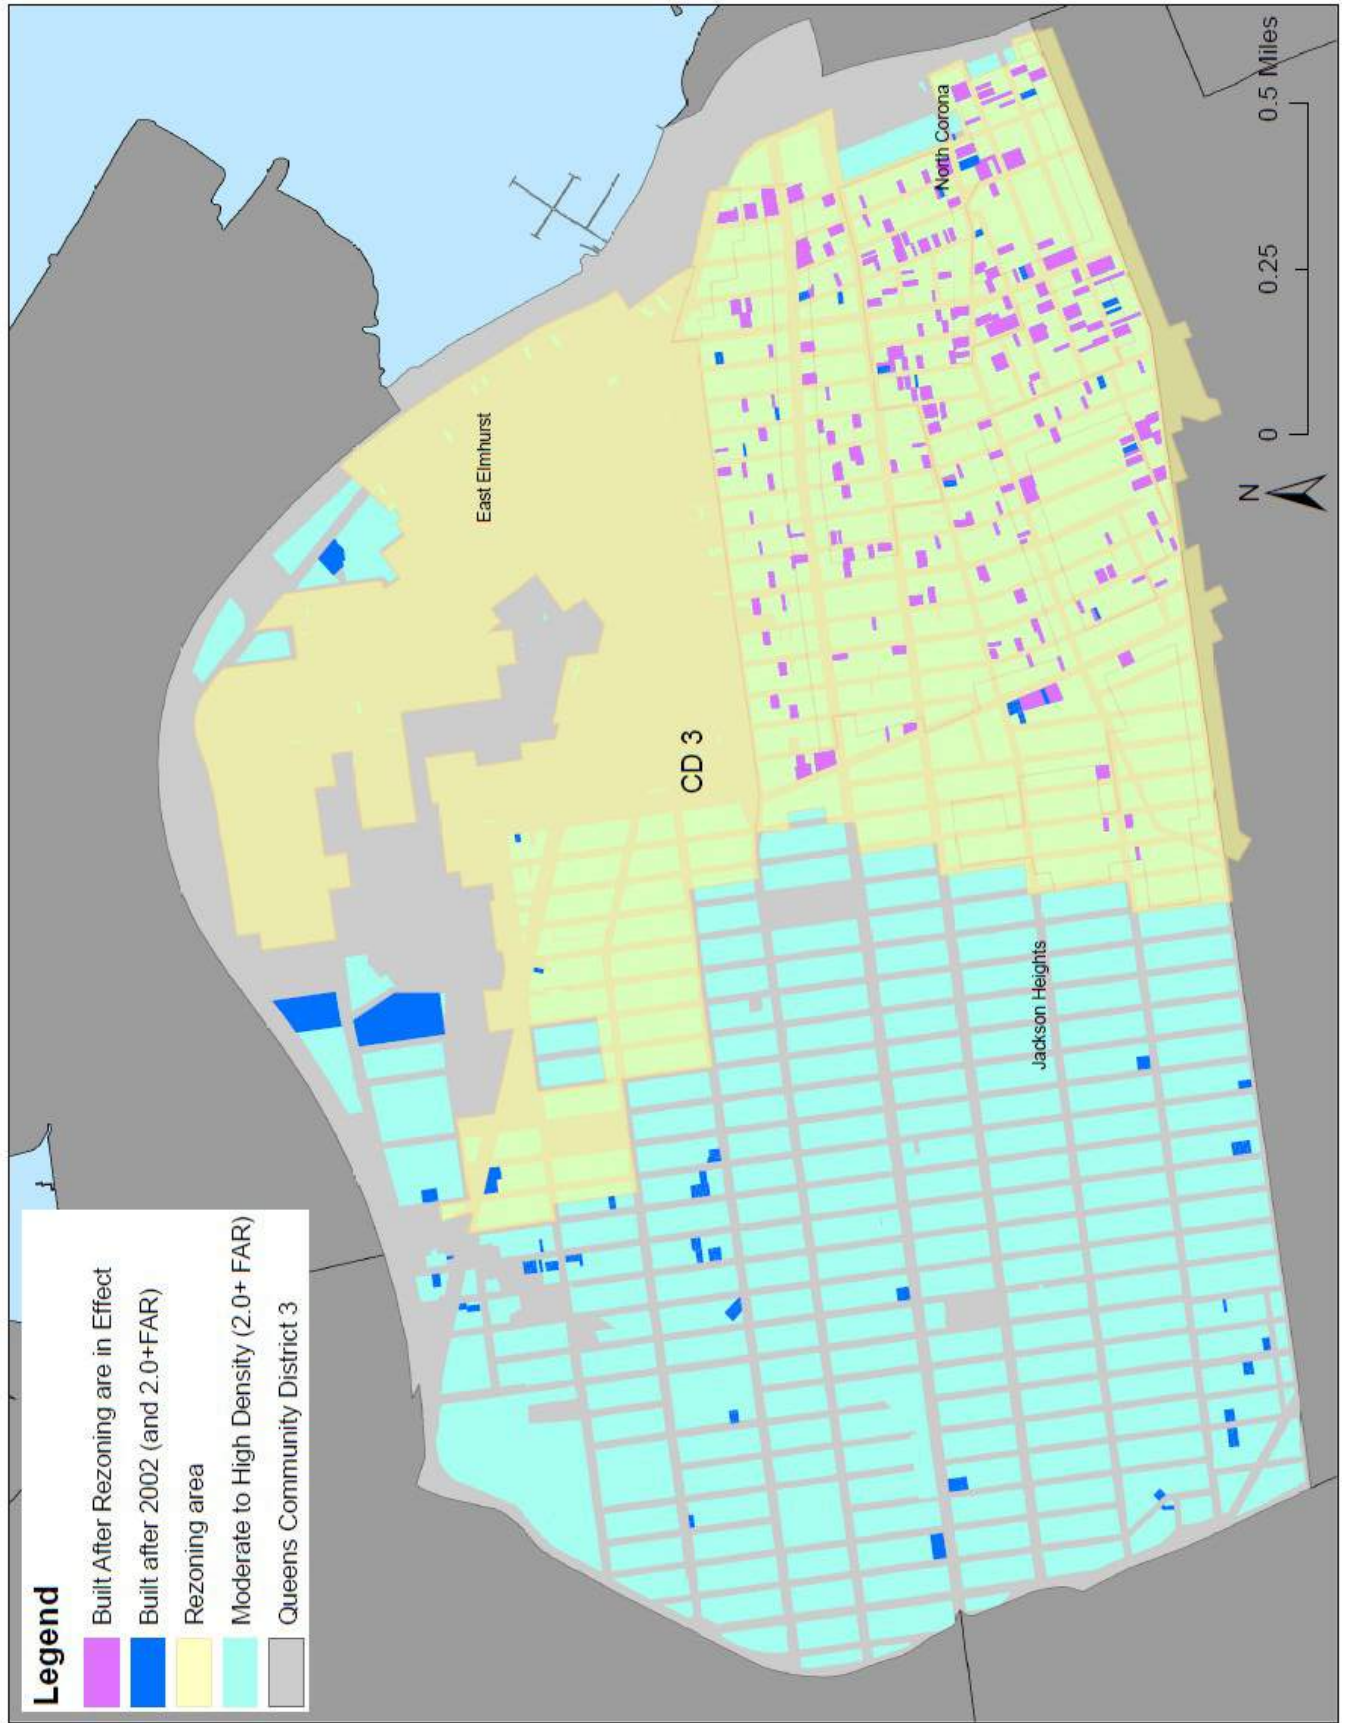 Legend
Built After Rezoning are in Effect
Built after 2002 (and 2.0+FAR)
Rezoning area
Moderate to High Density (2.0+ FAR)
Queens Community District 3
East Elmhurst
CD 3
North Corona
Jackson Heights
N
0 0.25 0.5 Miles